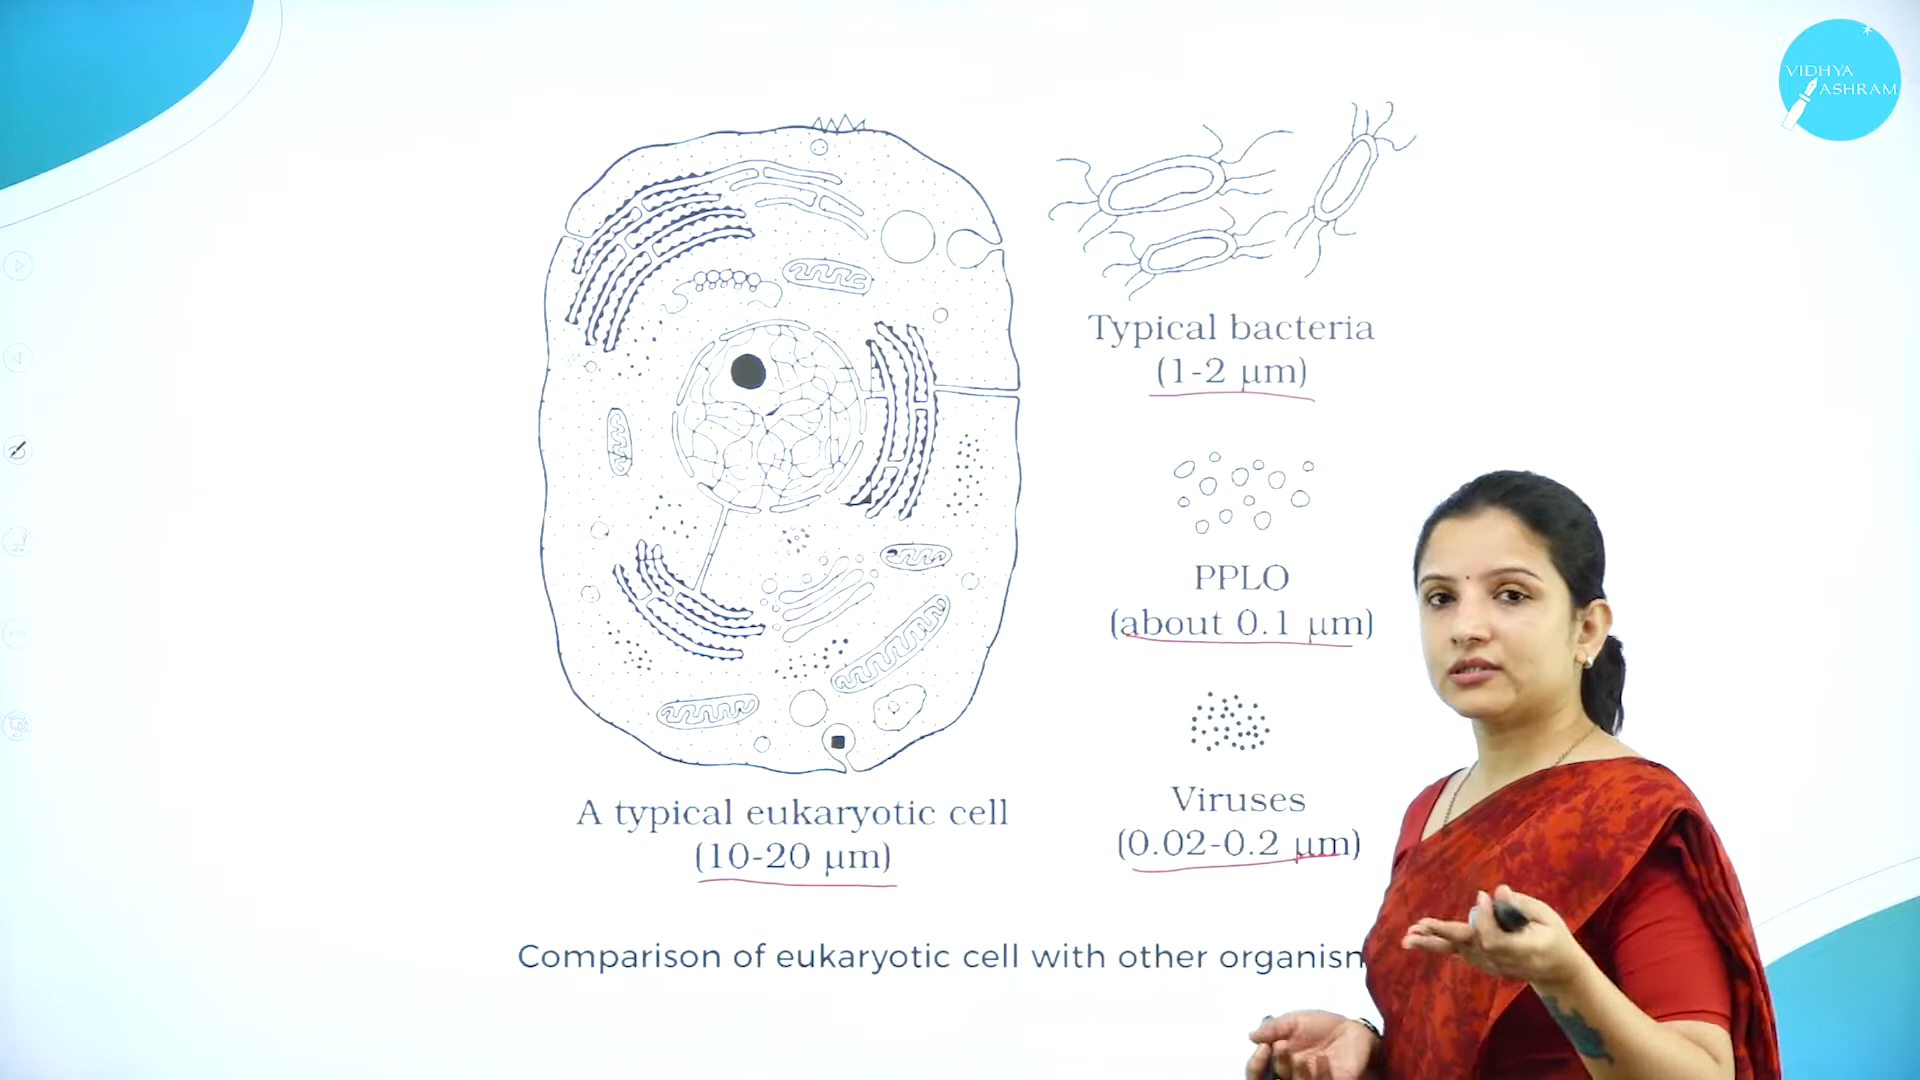 VIDHYA
ASHRAM
Typical bacteria
(1-2 µm)
PPLO
(about 0.1 µm)
Viruses
(0.02-0.2 µm)
A typical eukaryotic cell
(10-20 µm)
Comparison of eukaryotic cell with other